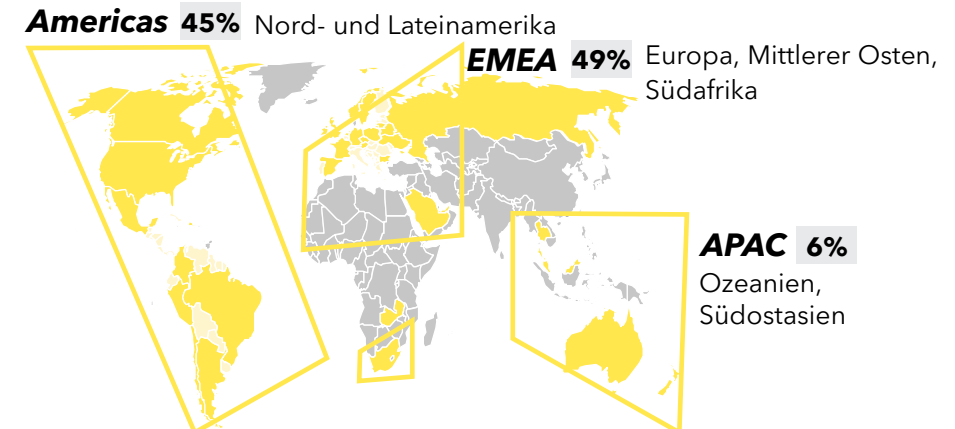 Americas 45% Nord- und Lateinamerika
EMEA 49% Europa, Mittlerer Osten,
Südafrika
APAC 6%
Ozeanien,
Südostasien